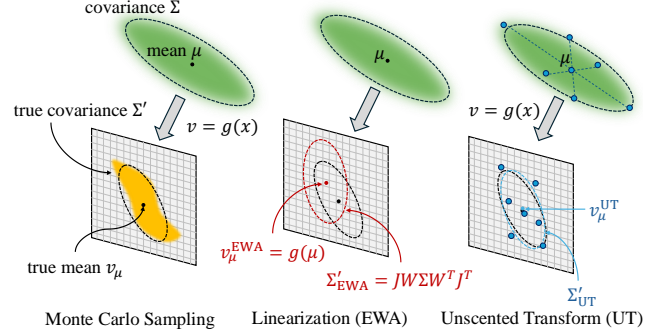 covariance Σ
mean μ
μ
μ
true covariance Σ′
v = g(x)
v = g(x)
v_μ^UT
v_μ^EWA = g(μ)
true mean v_μ
Σ′_EWA = JWΣW^T J^T
Σ′_UT
Monte Carlo Sampling
Linearization (EWA)
Unscented Transform (UT)